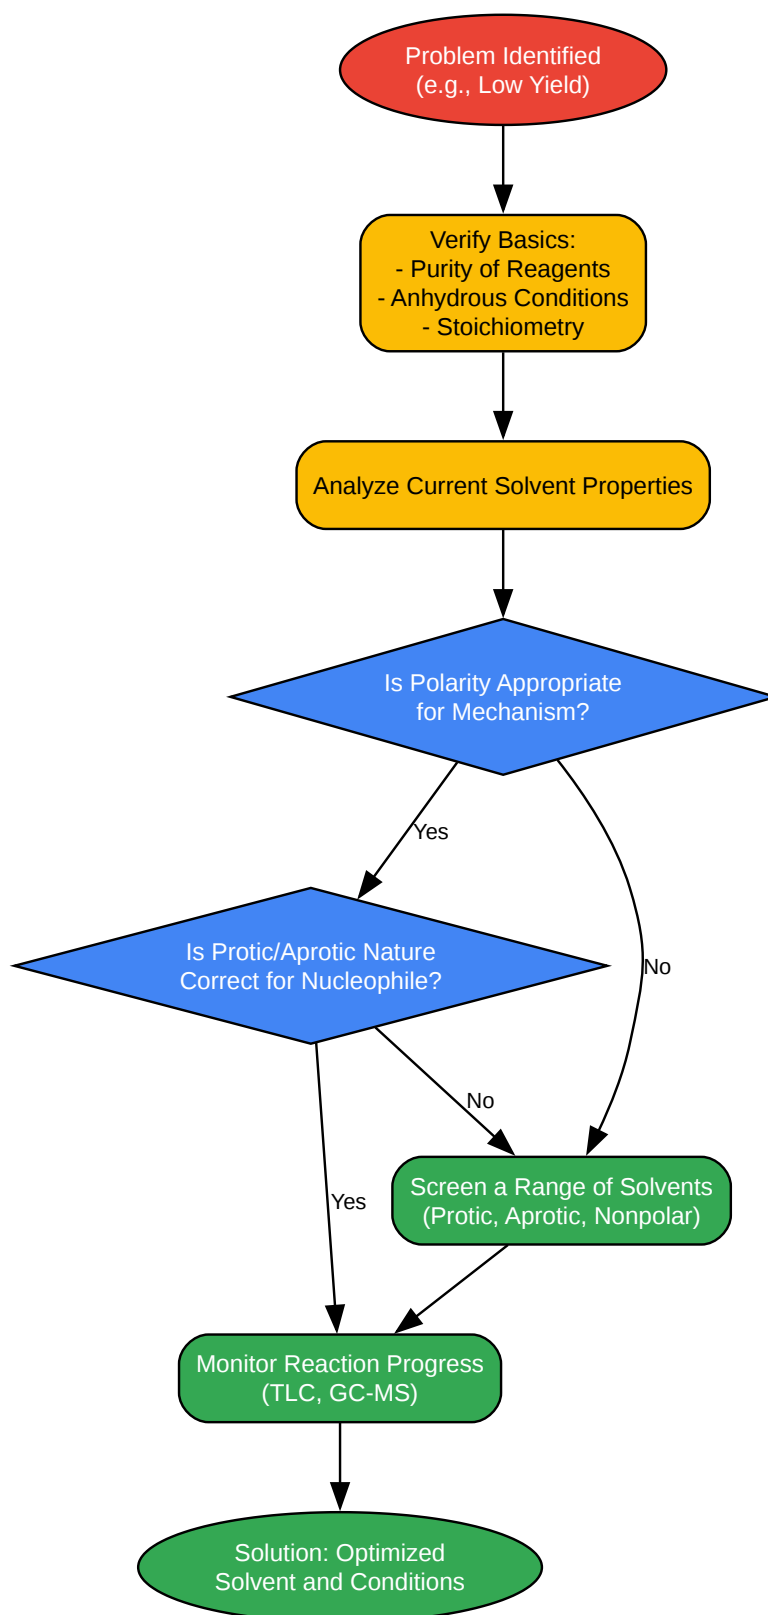 Problem Identified
(e.g., Low Yield)
Verify Basics:
- Purity of Reagents
- Anhydrous Conditions
- Stoichiometry
Analyze Current Solvent Properties
Is Polarity Appropriate
for Mechanism?
Yes
Is Protic/Aprotic Nature
Correct for Nucleophile?
No
No
Screen a Range of Solvents
(Protic, Aprotic, Nonpolar)
Yes
Monitor Reaction Progress
(TLC, GC-MS)
Solution: Optimized
Solvent and Conditions